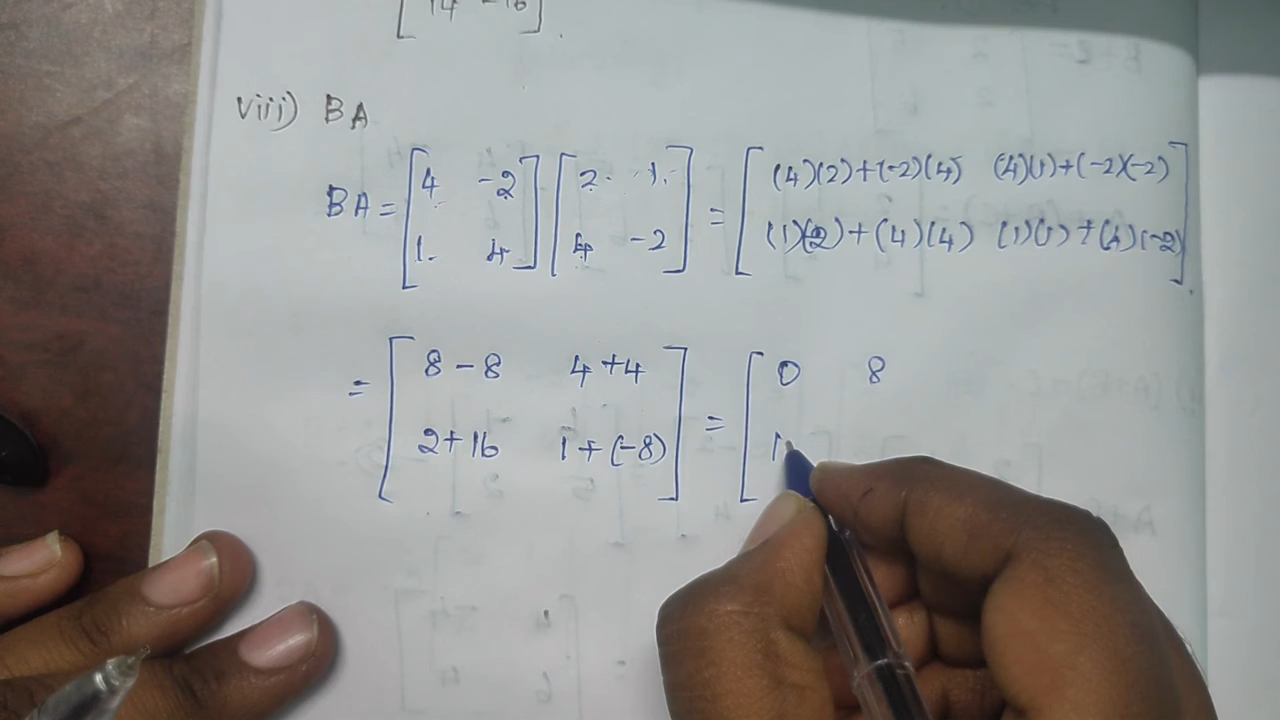 [14 -16].
viii) BA
BA = [4 -2] [2 1] = [(4)(2)+(-2)(4) (4)(1)+(-2)(-2)]
[1 4] [4 -2] [(1)(2)+(4)(4) (1)(1)+(4)(-2)]
= [8-8 4+4] = [0 8
[2+16 1+(-8)] [1